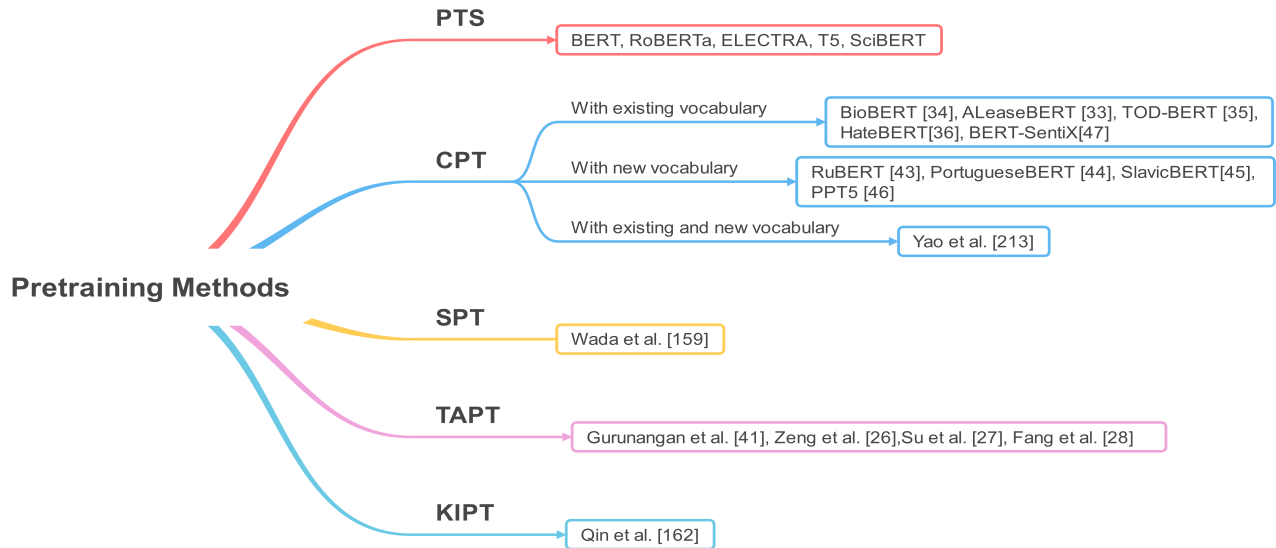 PTS
BERT, RoBERTa, ELECTRA, T5, SciBERT
With existing vocabulary
BioBERT [34], ALeaseBERT [33], TOD-BERT [35],
HateBERT[36], BERT-SentiX[47]
CPT
With new vocabulary
RuBERT [43], PortugueseBERT [44], SlavicBERT[45],
PPT5 [46]
With existing and new vocabulary
Yao et al. [213]
Pretraining Methods
SPT
Wada et al. [159]
TAPT
Gurunangan et al. [41], Zeng et al. [26],Su et al. [27], Fang et al. [28]
KIPT
Qin et al. [162]